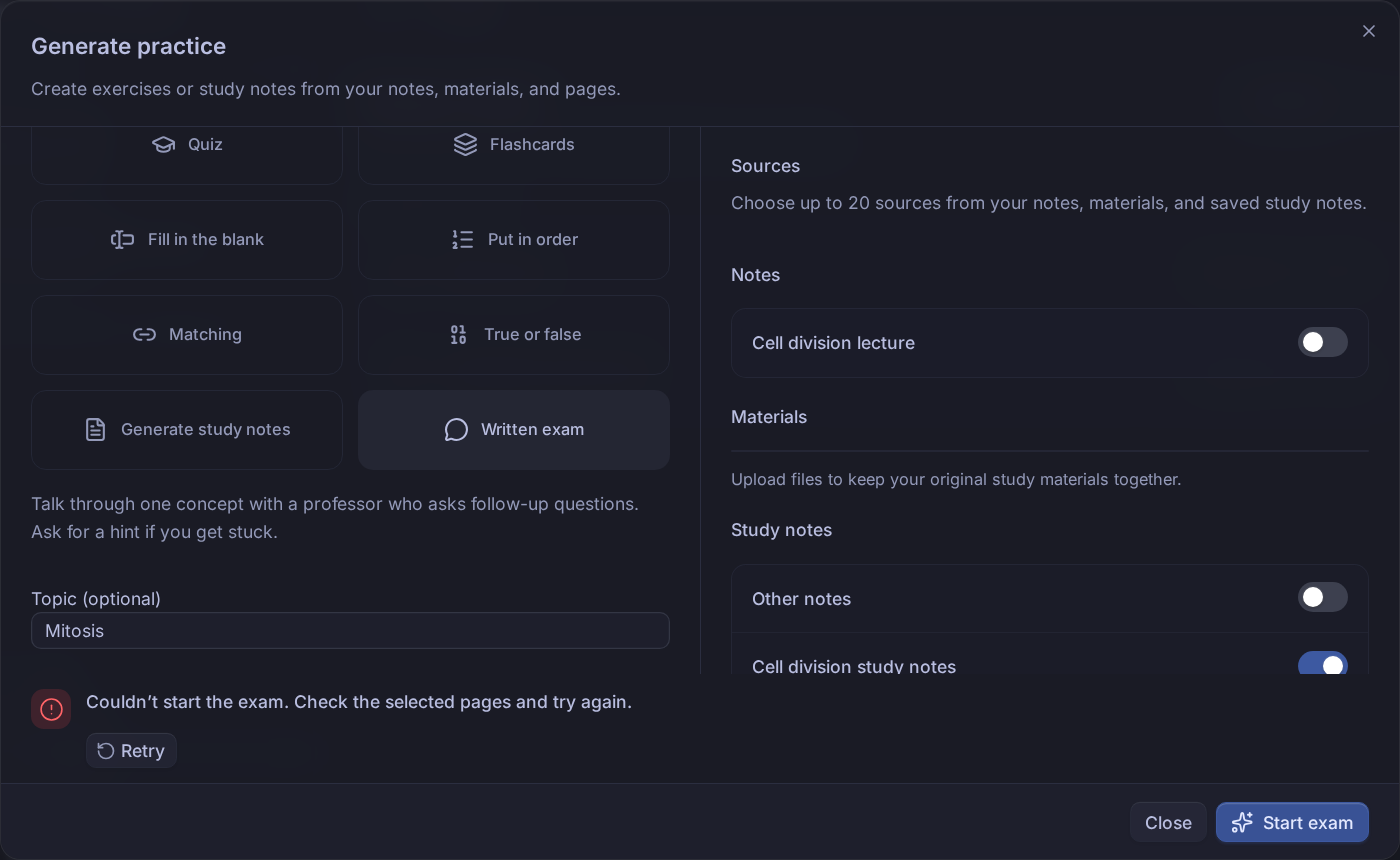 Generate practice
Create exercises or study notes from your notes, materials, and pages.
Quiz
Flashcards
Fill in the blank
Put in order
Matching
True or false
Generate study notes
Written exam
Talk through one concept with a professor who asks follow-up questions.
Ask for a hint if you get stuck.
Topic (optional)
Mitosis
Sources
Choose up to 20 sources from your notes, materials, and saved study notes.
Notes
Cell division lecture
Materials
Upload files to keep your original study materials together.
Study notes
Other notes
Cell division study notes
Couldn’t start the exam. Check the selected pages and try again.
Retry
Close
Start exam